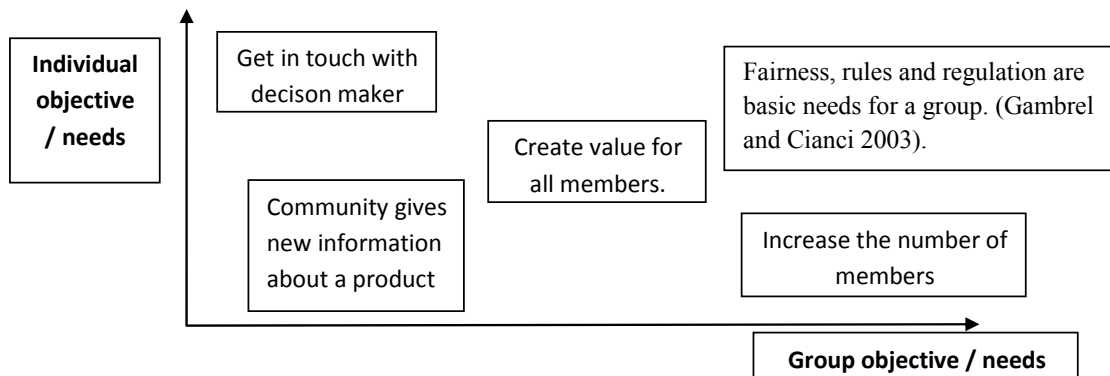 Individual
objective
/ needs
Get in touch with
decison maker
Fairness, rules and regulation are
basic needs for a group. (Gambrel
and Cianci 2003).
Create value for
all members.
Community gives
new information
about a product
Increase the number of
members
Group objective / needs